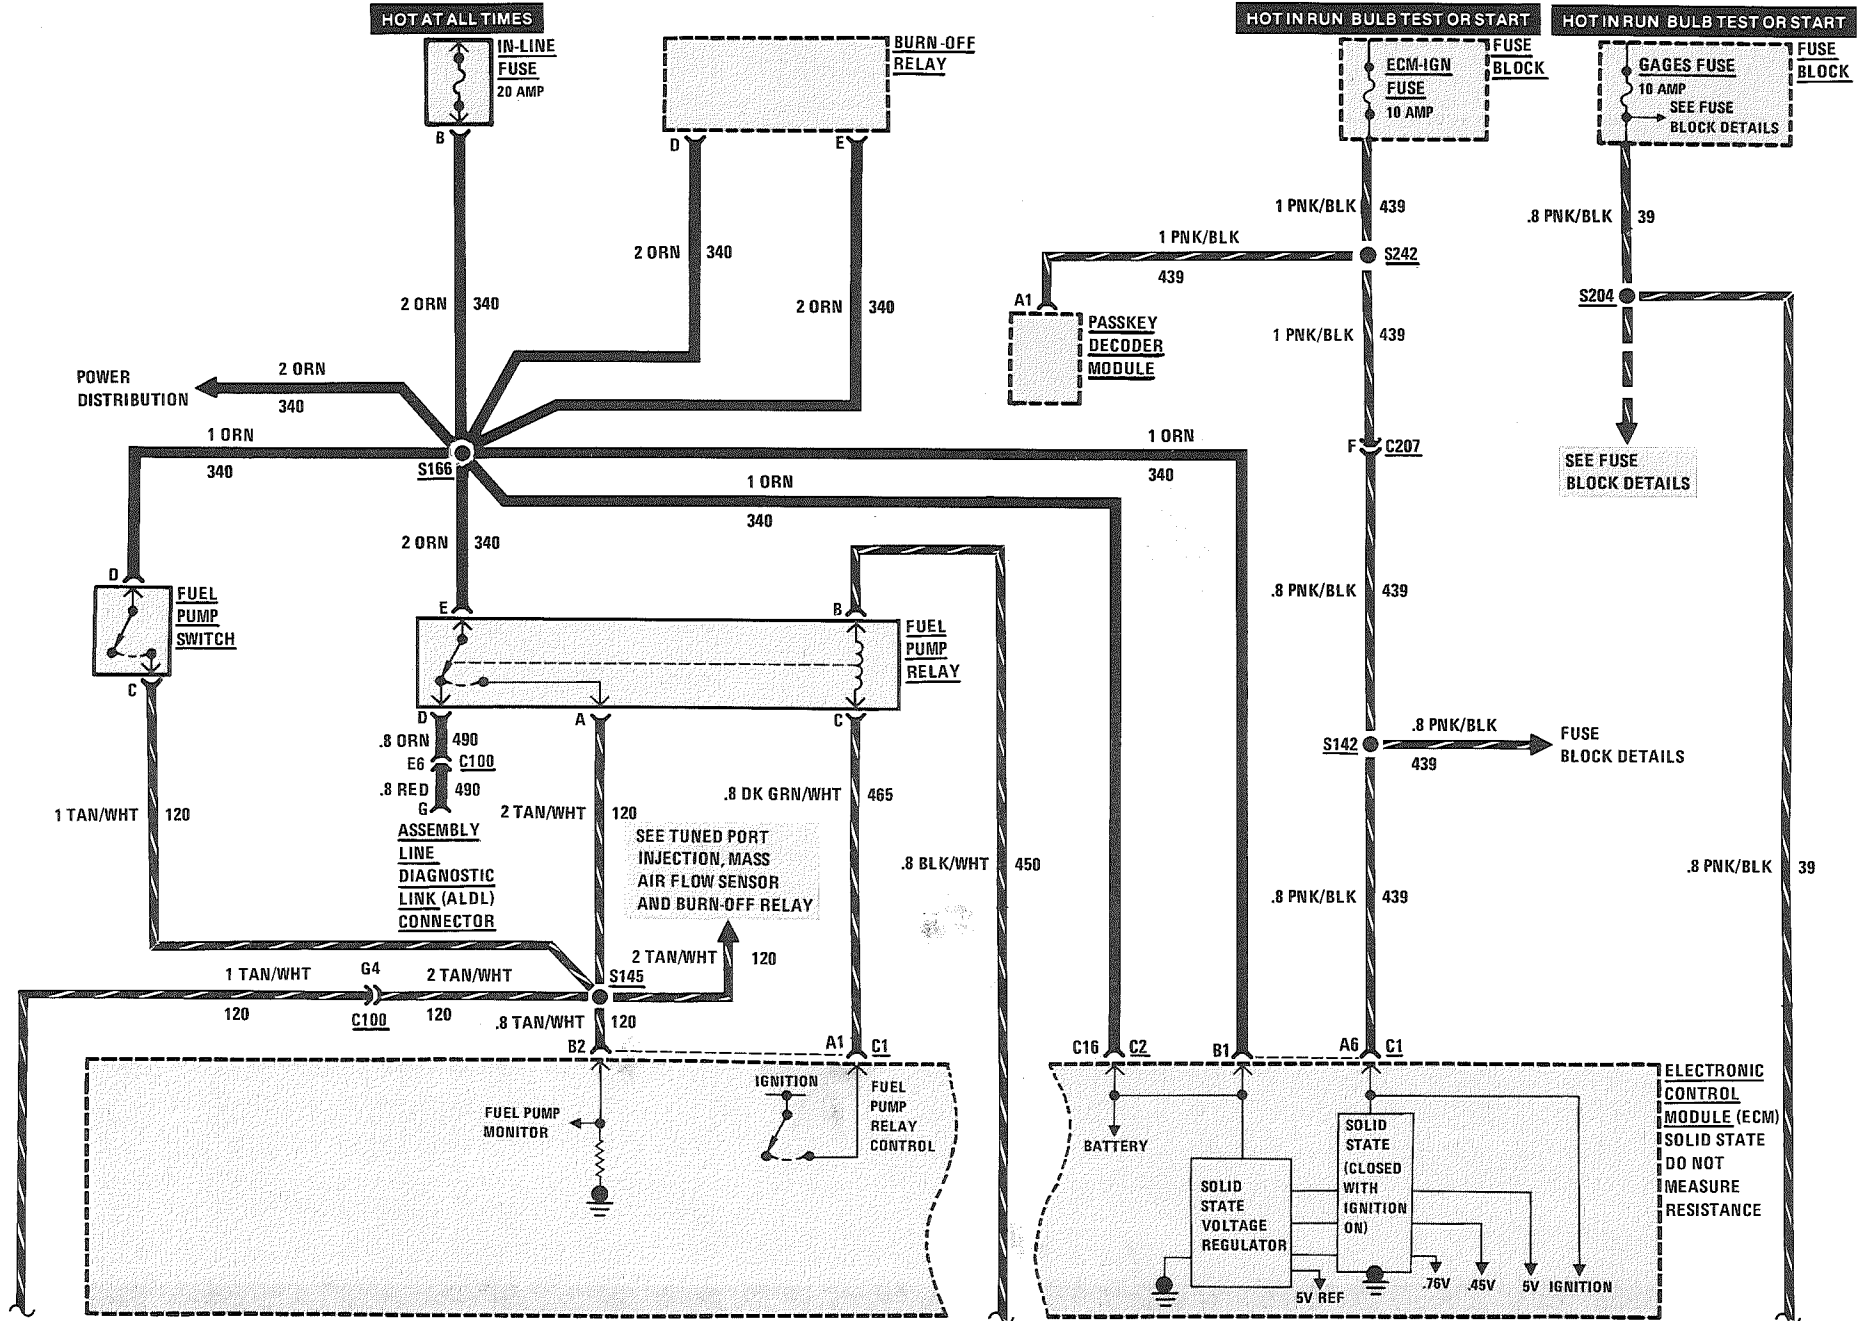 HOT AT ALL TIMES
HOT IN RUN BULB TEST OR START
HOT IN RUN BULB TEST OR START
IN-LINE
FUSE
20 AMP
B
BURN-OFF
RELAY
D
E
ECM-IGN
FUSE
10 AMP
FUSE
BLOCK
GAGES FUSE
10 AMP
SEE FUSE
BLOCK DETAILS
FUSE
BLOCK
1 PNK/BLK
439
.8 PNK/BLK
39
1 PNK/BLK
439
S242
2 ORN
340
2 ORN
340
2 ORN
340
A1
PASSKEY
DECODER
MODULE
1 PNK/BLK
439
S204
POWER
DISTRIBUTION
2 ORN
340
1 ORN
340
S166
1 ORN
340
1 ORN
340
F
C207
SEE FUSE
BLOCK DETAILS
2 ORN
340
D
FUEL
PUMP
SWITCH
C
E
B
FUEL
PUMP
RELAY
.8 PNK/BLK
439
D
A
C
.8 ORN
490
E6
C100
.8 RED
490
G
ASSEMBLY
LINE
DIAGNOSTIC
LINK (ALDL)
CONNECTOR
1 TAN/WHT
120
2 TAN/WHT
120
.8 DK GRN/WHT
465
SEE TUNED PORT
INJECTION, MASS
AIR FLOW SENSOR
AND BURN-OFF RELAY
.8 BLK/WHT
450
S142
.8 PNK/BLK
439
FUSE
BLOCK DETAILS
.8 PNK/BLK
439
.8 PNK/BLK
39
1 TAN/WHT
120
G4
C100
2 TAN/WHT
120
S145
2 TAN/WHT
120
.8 TAN/WHT
120
B2
A1
C1
C16
C2
B1
A6
C1
FUEL PUMP
MONITOR
IGNITION
FUEL
PUMP
RELAY
CONTROL
BATTERY
SOLID
STATE
VOLTAGE
REGULATOR
SOLID
STATE
(CLOSED
WITH
IGNITION
ON)
5V REF
.76V
.45V
5V
IGNITION
ELECTRONIC
CONTROL
MODULE (ECM)
SOLID STATE
DO NOT
MEASURE
RESISTANCE